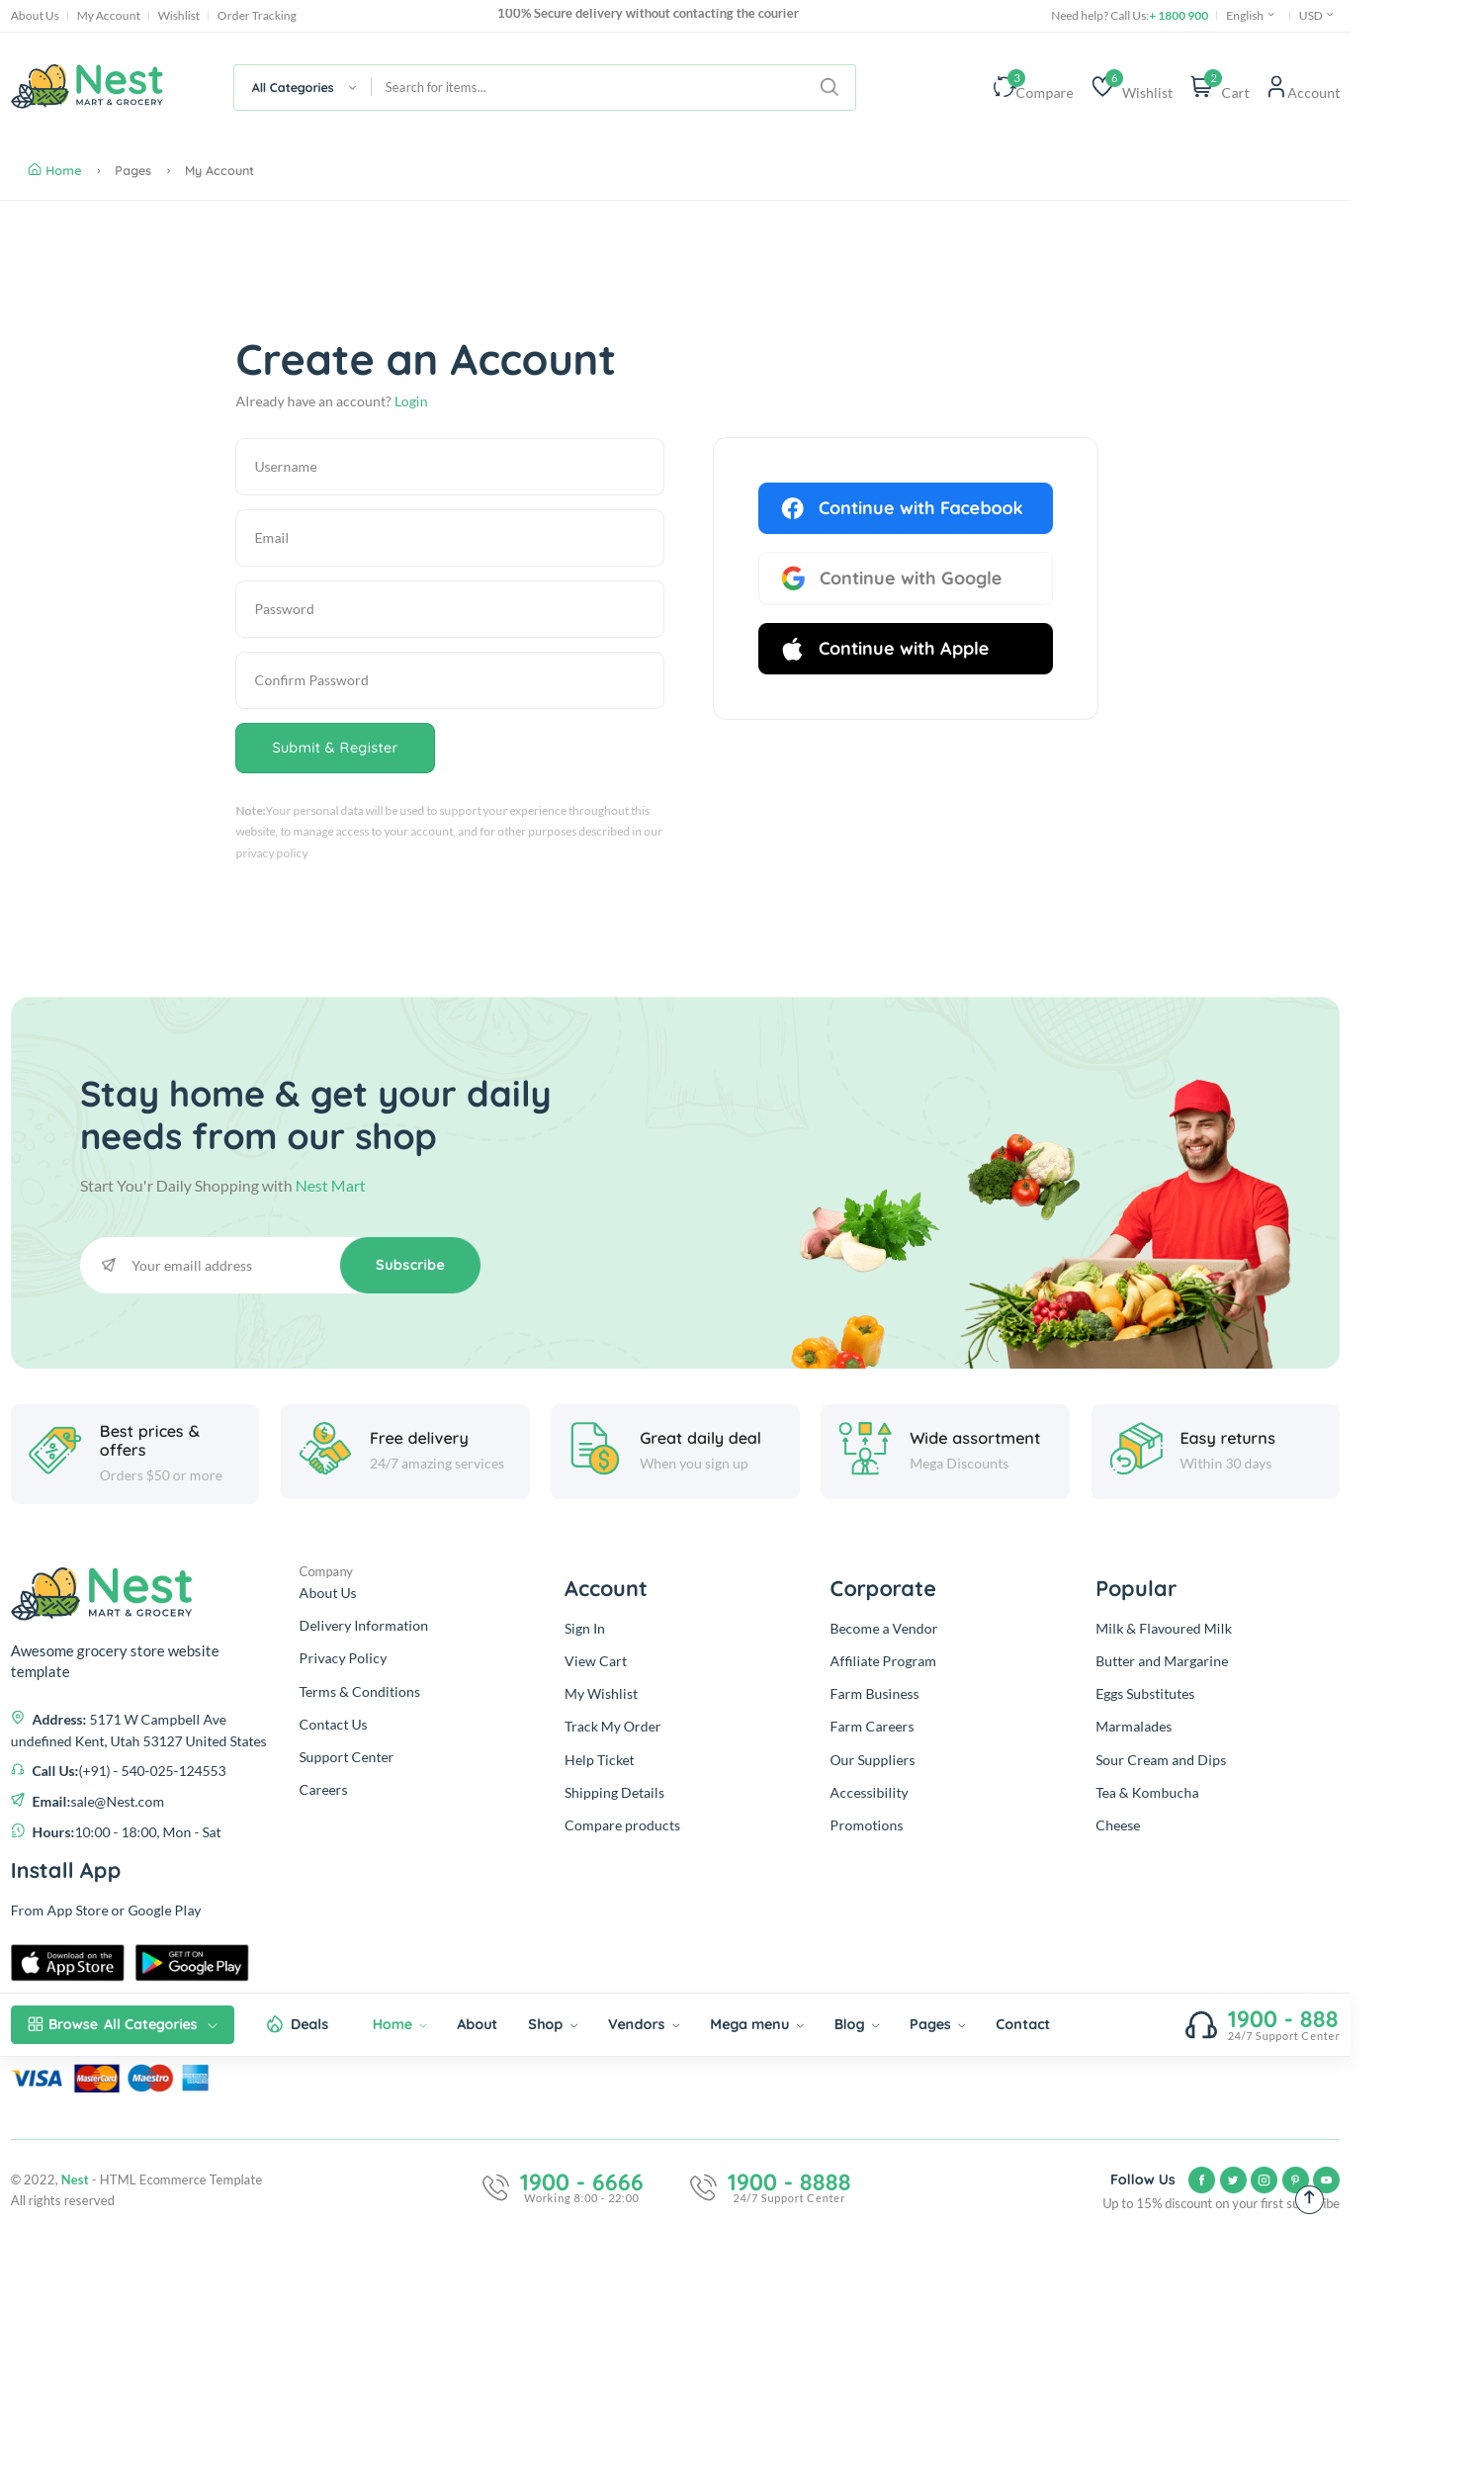 About Us My Account Wishlist Order Tracking
100% Secure delivery without contacting the courier
Need help? Call Us:+ 1800 900 English USD
Nest
MART & GROCERY
All Categories Search for items...
3 Compare 6 Wishlist 2 Cart Account
Home Pages My Account
Create an Account
Already have an account? Login
Username
Email
Password
Confirm Password
Submit & Register
Note:Your personal data will be used to support your experience throughout this
website, to manage access to your account, and for other purposes described in our
privacy policy
Continue with Facebook
Continue with Google
Continue with Apple
Stay home & get your daily
needs from our shop
Start You'r Daily Shopping with Nest Mart
Your emaill address Subscribe
Best prices &
offers
Orders $50 or more
Free delivery
24/7 amazing services
Great daily deal
When you sign up
Wide assortment
Mega Discounts
Easy returns
Within 30 days
Nest
MART & GROCERY
Awesome grocery store website
template
Address: 5171 W Campbell Ave
undefined Kent, Utah 53127 United States
Call Us:(+91) - 540-025-124553
Email:sale@Nest.com
Hours:10:00 - 18:00, Mon - Sat
Company
About Us
Delivery Information
Privacy Policy
Terms & Conditions
Contact Us
Support Center
Careers
Account
Sign In
View Cart
My Wishlist
Track My Order
Help Ticket
Shipping Details
Compare products
Corporate
Become a Vendor
Affiliate Program
Farm Business
Farm Careers
Our Suppliers
Accessibility
Promotions
Popular
Milk & Flavoured Milk
Butter and Margarine
Eggs Substitutes
Marmalades
Sour Cream and Dips
Tea & Kombucha
Cheese
Install App
From App Store or Google Play
Download on the
App Store
GET IT ON
Google Play
Browse All Categories Deals Home About Shop Vendors Mega menu Blog Pages Contact
1900 - 888
24/7 Support Center
VISA MasterCard Maestro
© 2022, Nest - HTML Ecommerce Template
All rights reserved
1900 - 6666
Working 8:00 - 22:00
1900 - 8888
24/7 Support Center
Follow Us
Up to 15% discount on your first